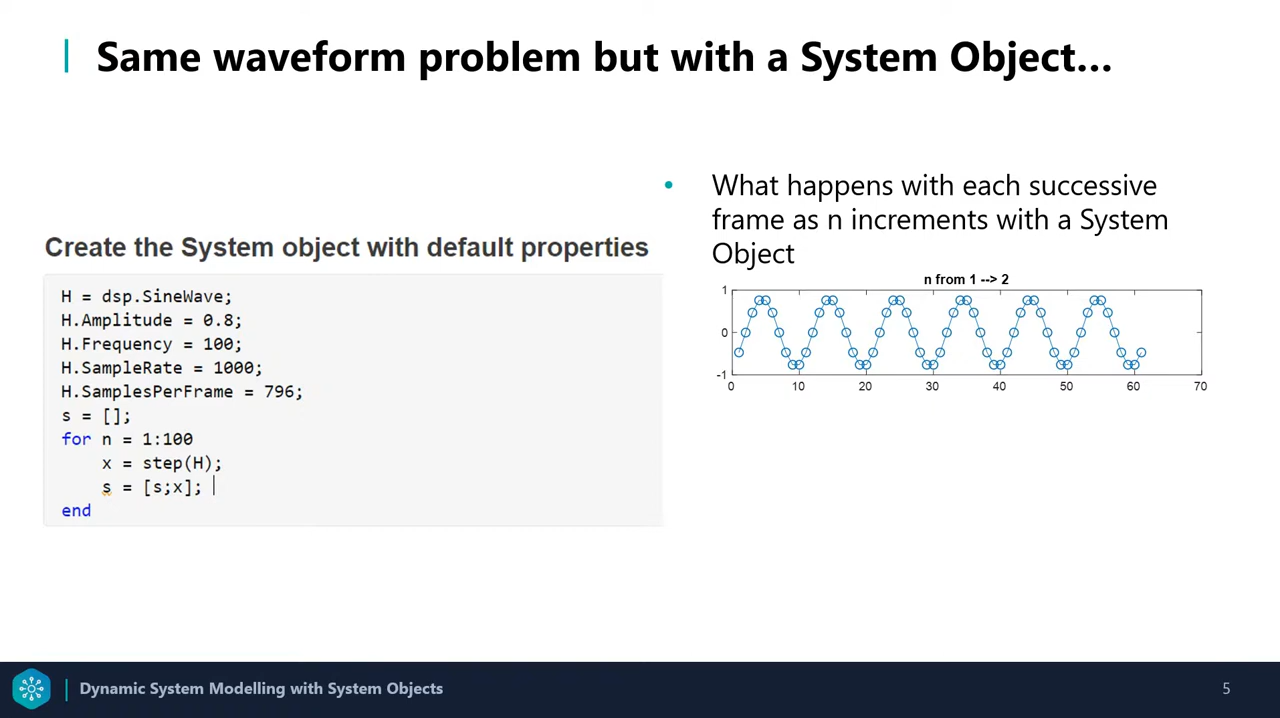 Same waveform problem but with a System Object...
Create the System object with default properties
H = dsp.SineWave;
H.Amplitude = 0.8;
H.Frequency = 100;
H.SampleRate = 1000;
H.SamplesPerFrame = 796;
s = [];
for n = 1:100
x = step(H);
s = [s;x];
end
• What happens with each successive
frame as n increments with a System
Object
n from 1 --> 2
1
0
-1
0 10 20 30 40 50 60 70
Dynamic System Modelling with System Objects
5